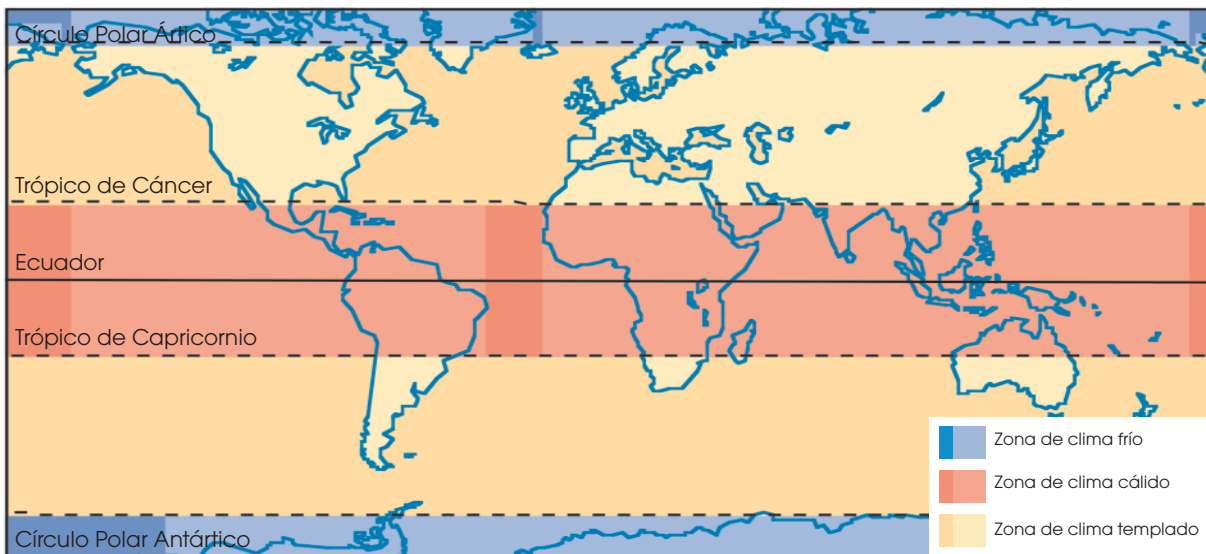 Círculo Polar Ártico
Trópico de Cáncer
Ecuador
Trópico de Capricornio
Círculo Polar Antártico
Zona de clima frío
Zona de clima cálido
Zona de clima templado